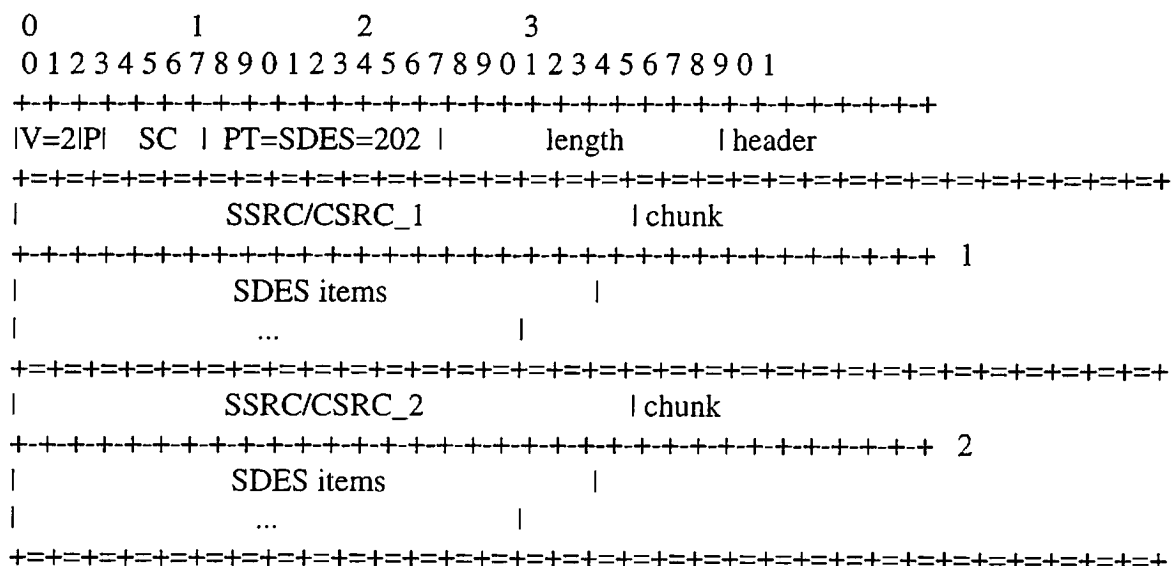 0 1 2 3
0 1 2 3 4 5 6 7 8 9 0 1 2 3 4 5 6 7 8 9 0 1 2 3 4 5 6 7 8 9 0 1
+-+-+-+-+-+-+-+-+-+-+-+-+-+-+-+-+-+-+-+-+-+-+-+-+-+-+-+-+-+-+-+-+
|V=2|P| SC | PT=SDES=202 | length | header
+=+=+=+=+=+=+=+=+=+=+=+=+=+=+=+=+=+=+=+=+=+=+=+=+=+=+=+=+=+=+=+=+
| SSRC/CSRC_1 | chunk
+-+-+-+-+-+-+-+-+-+-+-+-+-+-+-+-+-+-+-+-+-+-+-+-+-+-+-+-+-+-+-+-+ 1
| SDES items |
| ... |
+=+=+=+=+=+=+=+=+=+=+=+=+=+=+=+=+=+=+=+=+=+=+=+=+=+=+=+=+=+=+=+=+
| SSRC/CSRC_2 | chunk
+-+-+-+-+-+-+-+-+-+-+-+-+-+-+-+-+-+-+-+-+-+-+-+-+-+-+-+-+-+-+-+-+ 2
| SDES items |
| ... |
+=+=+=+=+=+=+=+=+=+=+=+=+=+=+=+=+=+=+=+=+=+=+=+=+=+=+=+=+=+=+=+=+